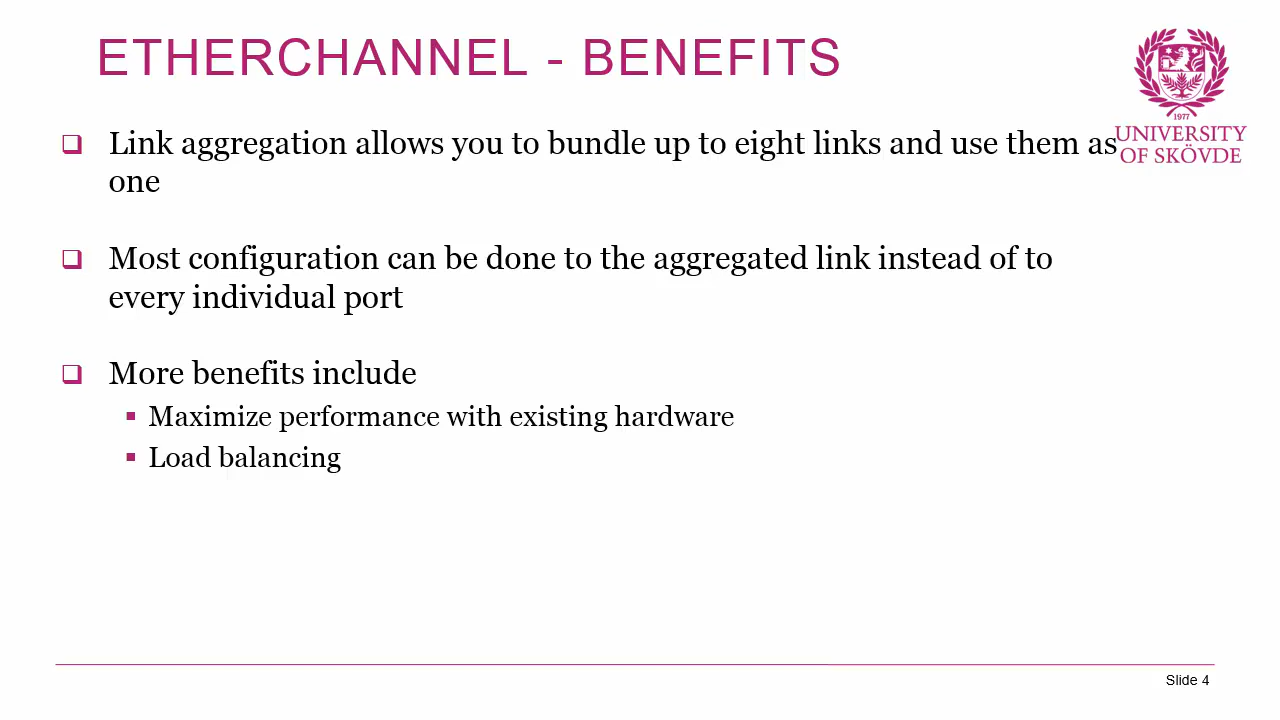 ETHERCHANNEL - BENEFITS
1977
UNIVERSITY
OF SKÖVDE
Link aggregation allows you to bundle up to eight links and use them as
one
Most configuration can be done to the aggregated link instead of to
every individual port
More benefits include
Maximize performance with existing hardware
Load balancing
Slide 4